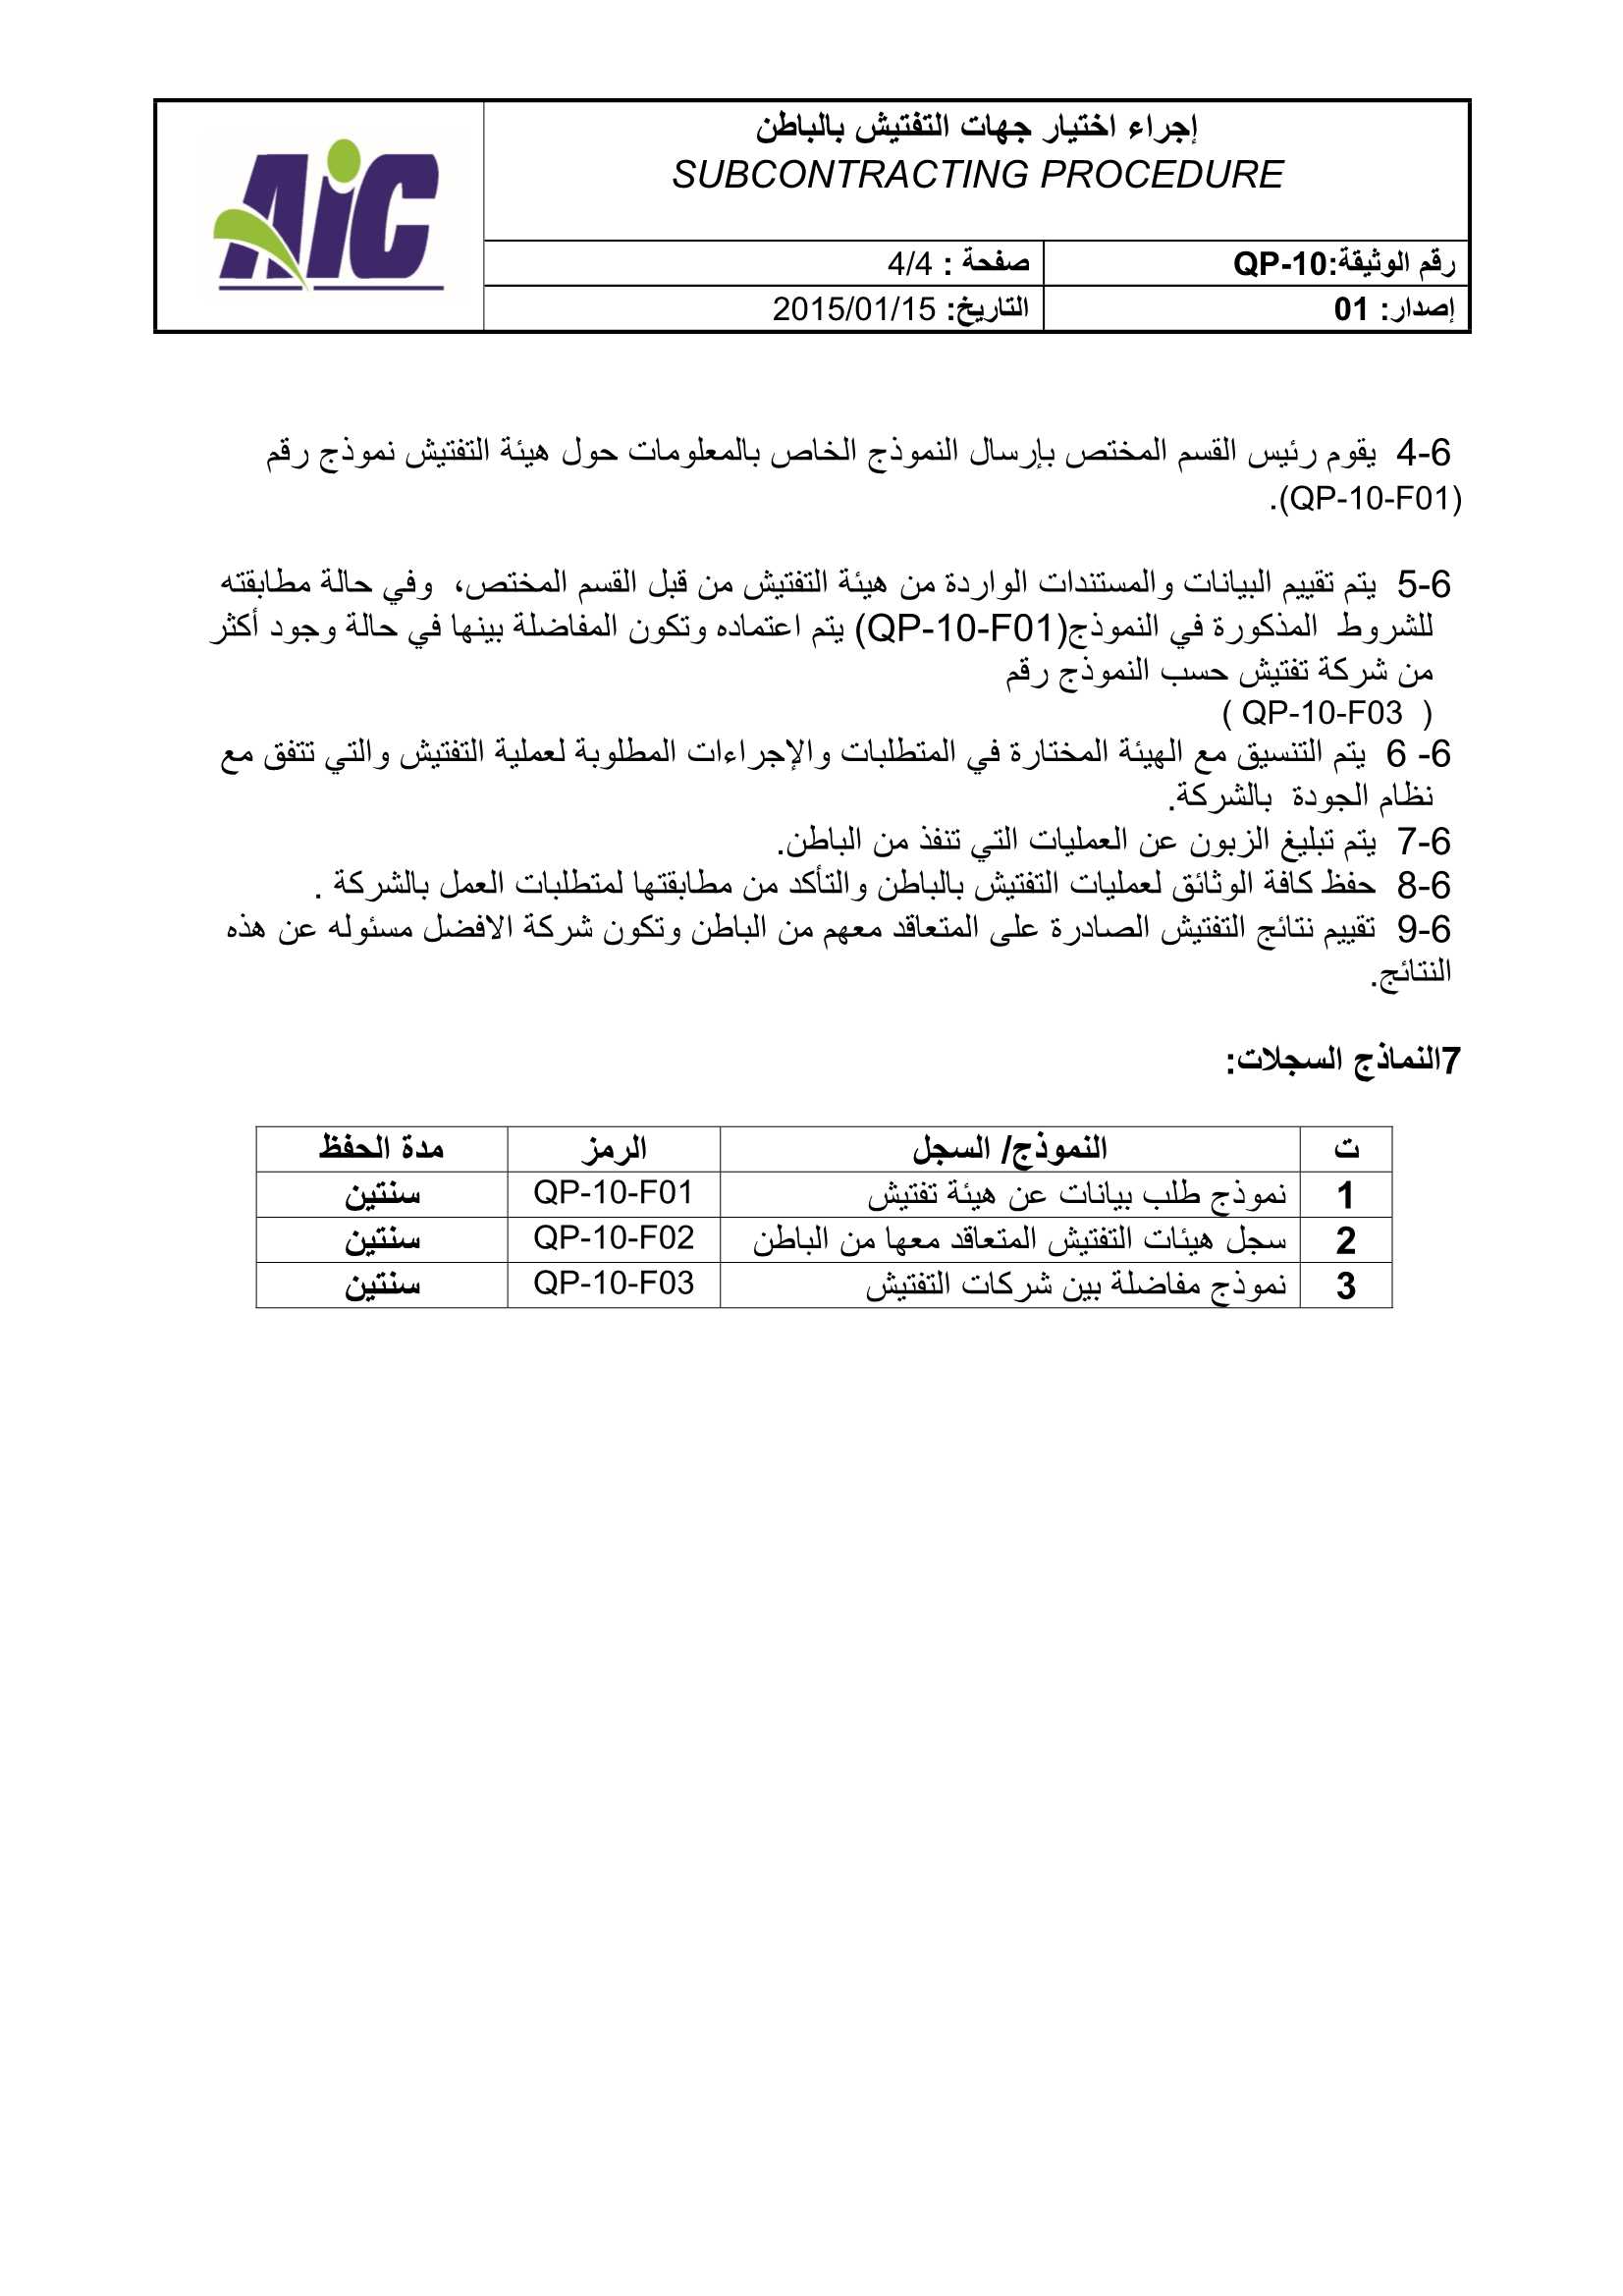 AiC
إجراء اختيار جهات التفتيش بالباطن
SUBCONTRACTING PROCEDURE
رقم الوثيقة:QP-10
صفحة : 4/4
إصدار: 01
التاريخ: 2015/01/15
4-6 يقوم رئيس القسم المختص بإرسال النموذج الخاص بالمعلومات حول هيئة التفتيش نموذج رقم
(QP-10-F01).
5-6 يتم تقييم البيانات والمستندات الواردة من هيئة التفتيش من قبل القسم المختص، وفي حالة مطابقته
للشروط المذكورة في النموذج(QP-10-F01) يتم اعتماده وتكون المفاضلة بينها في حالة وجود أكثر
من شركة تفتيش حسب النموذج رقم
( QP-10-F03 )
6- 6 يتم التنسيق مع الهيئة المختارة في المتطلبات والإجراءات المطلوبة لعملية التفتيش والتي تتفق مع
نظام الجودة بالشركة.
7-6 يتم تبليغ الزبون عن العمليات التي تنفذ من الباطن.
8-6 حفظ كافة الوثائق لعمليات التفتيش بالباطن والتأكد من مطابقتها لمتطلبات العمل بالشركة .
9-6 تقييم نتائج التفتيش الصادرة على المتعاقد معهم من الباطن وتكون شركة الافضل مسئوله عن هذه
النتائج.
7النماذج السجلات:
ت النموذج/ السجل الرمز مدة الحفظ
1 نموذج طلب بيانات عن هيئة تفتيش QP-10-F01 سنتين
2 سجل هيئات التفتيش المتعاقد معها من الباطن QP-10-F02 سنتين
3 نموذج مفاضلة بين شركات التفتيش QP-10-F03 سنتين